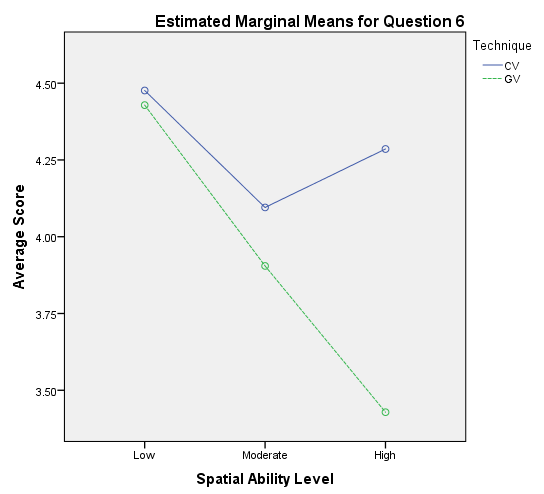 Estimated Marginal Means for Question 6
Technique
CV
GV
4.50
4.25
4.00
3.75
3.50
Average Score
Low Moderate High
Spatial Ability Level